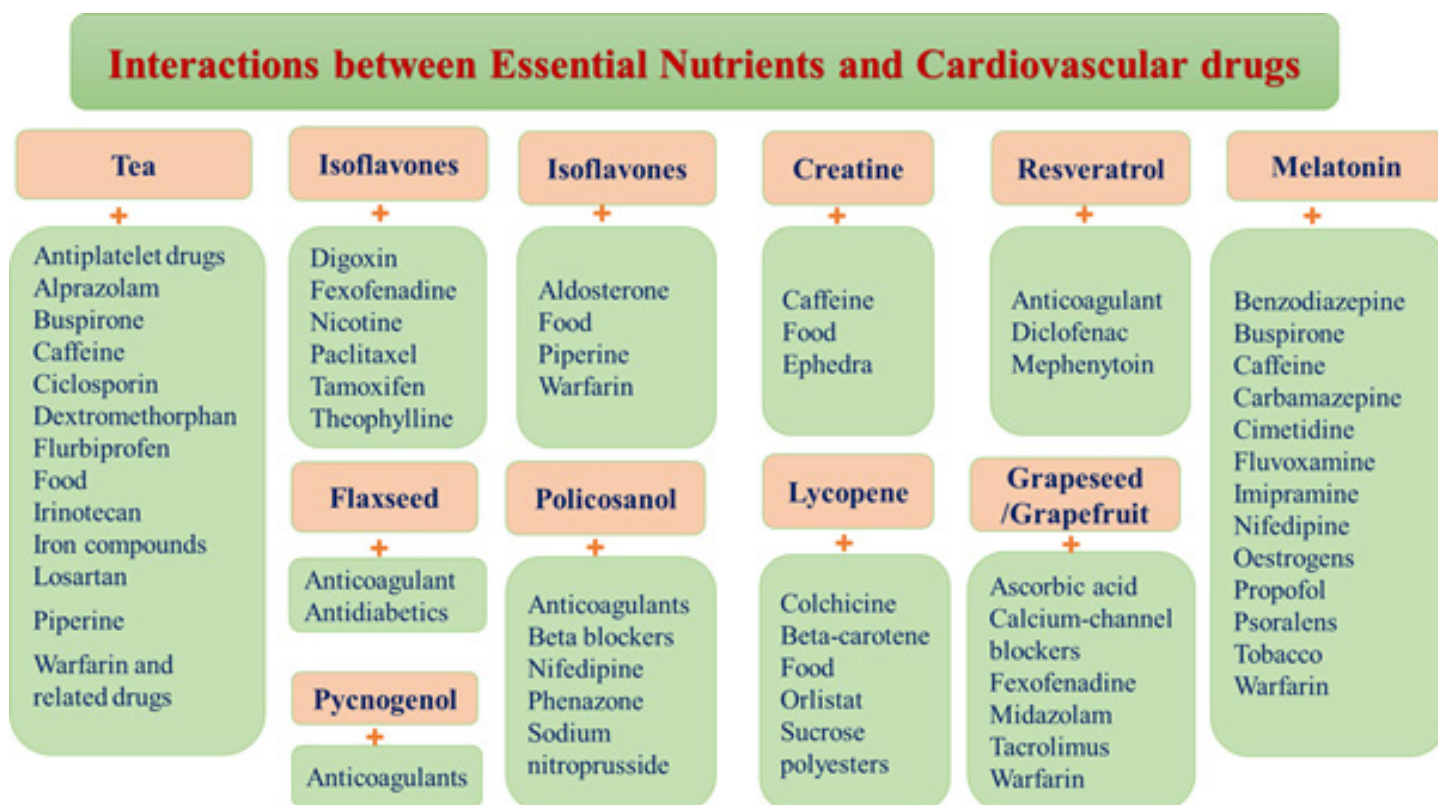 Interactions between Essential Nutrients and Cardiovascular drugs
Tea
+
Antiplatelet drugs
Alprazolam
Buspirone
Caffeine
Ciclosporin
Dextromethorphan
Flurbiprofen
Food
Irinotecan
Iron compounds
Losartan
Piperine
Warfarin and
related drugs
Isoflavones
+
Digoxin
Fexofenadine
Nicotine
Paclitaxel
Tamoxifen
Theophylline
Flaxseed
+
Anticoagulant
Antidiabetics
Pycnogenol
+
Anticoagulants
Isoflavones
+
Aldosterone
Food
Piperine
Warfarin
Policosanol
+
Anticoagulants
Beta blockers
Nifedipine
Phenazone
Sodium
nitroprusside
Creatine
+
Caffeine
Food
Ephedra
Lycopene
+
Colchicine
Beta-carotene
Food
Orlistat
Sucrose
polyesters
Resveratrol
+
Anticoagulant
Diclofenac
Mephenytoin
Grapeseed
/Grapefruit
+
Ascorbic acid
Calcium-channel
blockers
Fexofenadine
Midazolam
Tacrolimus
Warfarin
Melatonin
+
Benzodiazepine
Buspirone
Caffeine
Carbamazepine
Cimetidine
Fluvoxamine
Imipramine
Nifedipine
Oestrogens
Propofol
Psoralens
Tobacco
Warfarin